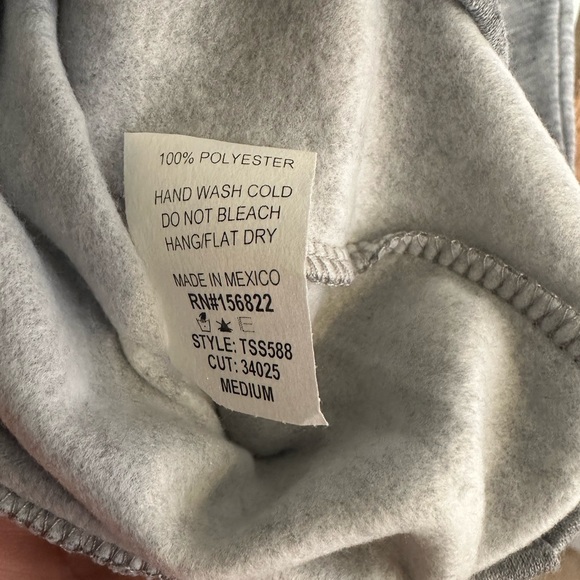 100% POLYESTER
HAND WASH COLD
DO NOT BLEACH
HANG/FLAT DRY
MADE IN MEXICO
RN#156822
STYLE: TSS588
CUT: 34025
MEDIUM